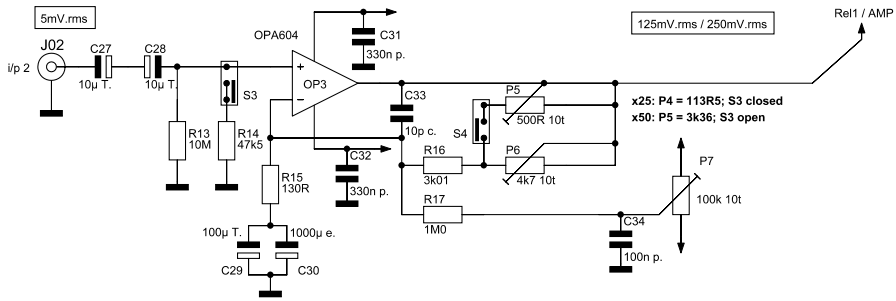 5mV.rms
125mV.rms / 250mV.rms
Rel1 / AMP
J02
i/p 2
C27
10µ T.
C28
10µ T.
S3
OPA604
+
OP3
–
C31
330n p.
C33
10p c.
P5
500R 10t
S4
x25: P4 = 113R5; S3 closed
x50: P5 = 3k36; S3 open
R13
10M
R14
47k5
R15
130R
C32
330n p.
R16
3k01
P6
4k7 10t
P7
100k 10t
R17
1M0
C34
100n p.
100µ T.
1000µ e.
C29
C30